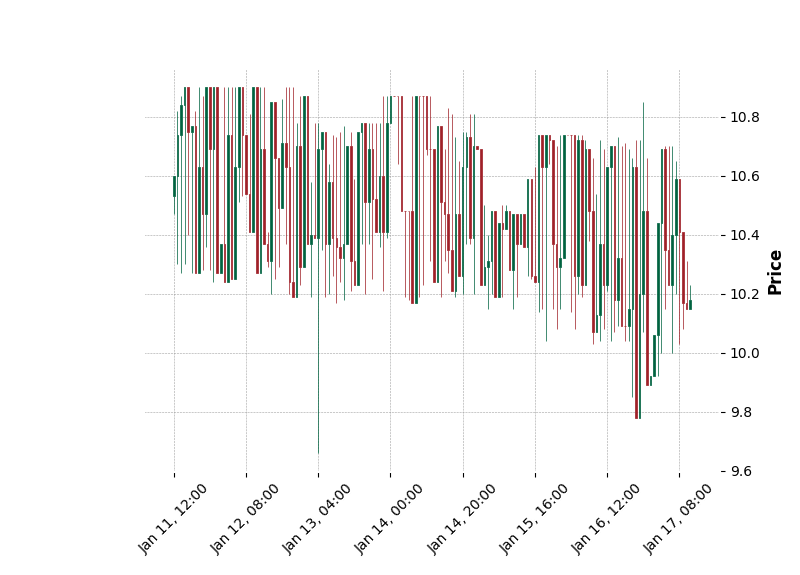 10.8
10.6
10.4
10.2
10.0
9.8
9.6
Price
Jan 11, 12:00
Jan 12, 08:00
Jan 13, 04:00
Jan 14, 00:00
Jan 14, 20:00
Jan 15, 16:00
Jan 16, 12:00
Jan 17, 08:00